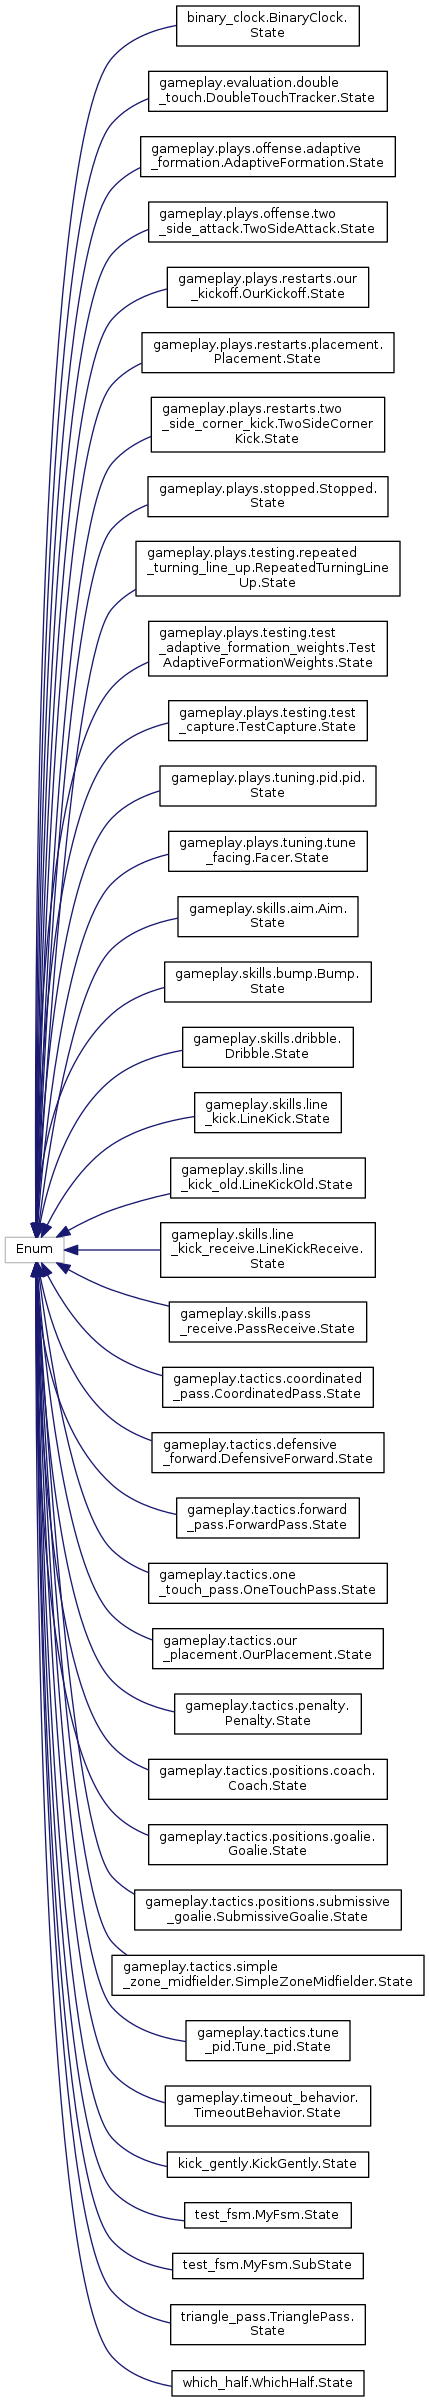 binary_clock.BinaryClock.
State
gameplay.evaluation.double
_touch.DoubleTouchTracker.State
gameplay.plays.offense.adaptive
_formation.AdaptiveFormation.State
gameplay.plays.offense.two
_side_attack.TwoSideAttack.State
gameplay.plays.restarts.our
_kickoff.OurKickoff.State
gameplay.plays.restarts.placement.
Placement.State
gameplay.plays.restarts.two
_side_corner_kick.TwoSideCorner
Kick.State
gameplay.plays.stopped.Stopped.
State
gameplay.plays.testing.repeated
_turning_line_up.RepeatedTurningLine
Up.State
gameplay.plays.testing.test
_adaptive_formation_weights.Test
AdaptiveFormationWeights.State
gameplay.plays.testing.test
_capture.TestCapture.State
gameplay.plays.tuning.pid.pid.
State
gameplay.plays.tuning.tune
_facing.Facer.State
gameplay.skills.aim.Aim.
State
gameplay.skills.bump.Bump.
State
gameplay.skills.dribble.
Dribble.State
gameplay.skills.line
_kick.LineKick.State
gameplay.skills.line
_kick_old.LineKickOld.State
Enum
gameplay.skills.line
_kick_receive.LineKickReceive.
State
gameplay.skills.pass
_receive.PassReceive.State
gameplay.tactics.coordinated
_pass.CoordinatedPass.State
gameplay.tactics.defensive
_forward.DefensiveForward.State
gameplay.tactics.forward
_pass.ForwardPass.State
gameplay.tactics.one
_touch_pass.OneTouchPass.State
gameplay.tactics.our
_placement.OurPlacement.State
gameplay.tactics.penalty.
Penalty.State
gameplay.tactics.positions.coach.
Coach.State
gameplay.tactics.positions.goalie.
Goalie.State
gameplay.tactics.positions.submissive
_goalie.SubmissiveGoalie.State
gameplay.tactics.simple
_zone_midfielder.SimpleZoneMidfielder.State
gameplay.tactics.tune
_pid.Tune_pid.State
gameplay.timeout_behavior.
TimeoutBehavior.State
kick_gently.KickGently.State
test_fsm.MyFsm.State
test_fsm.MyFsm.SubState
triangle_pass.TrianglePass.
State
which_half.WhichHalf.State